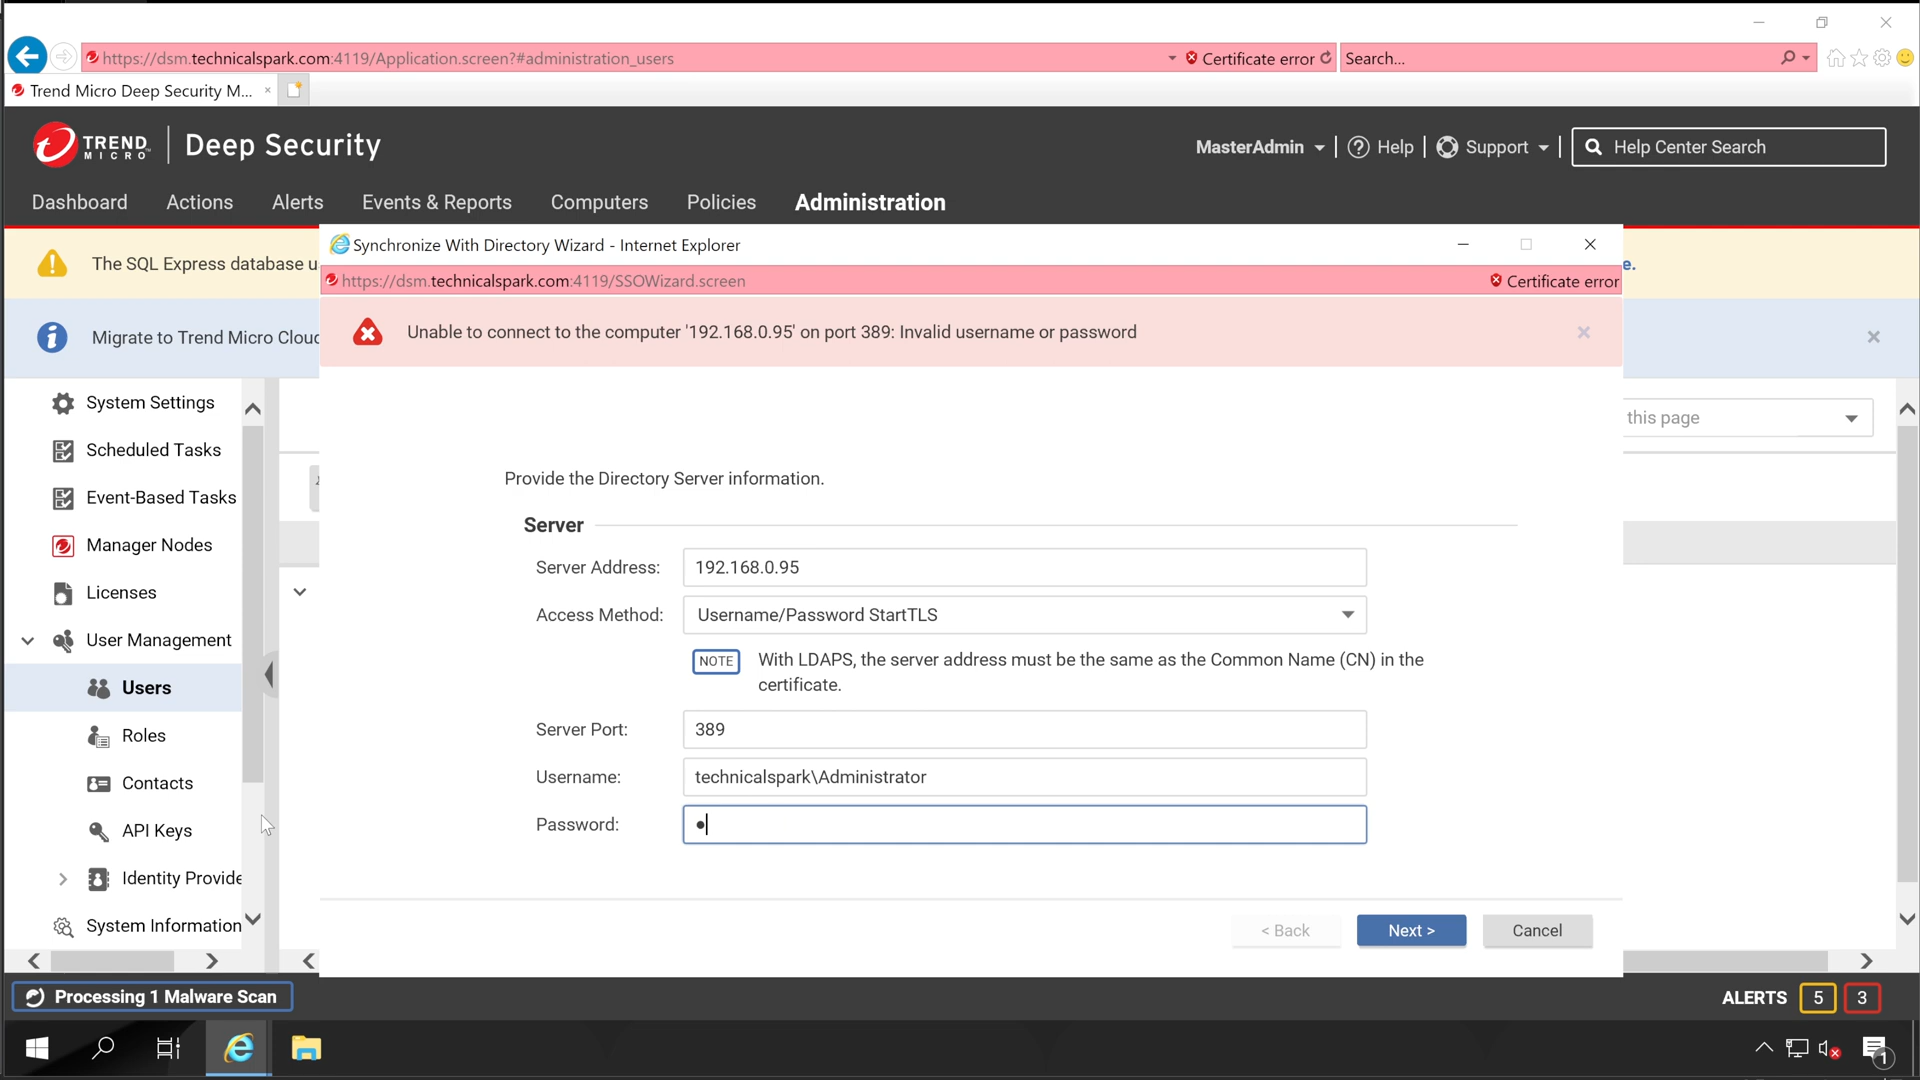 https://dsm.technicalspark.com:4119/Application.screen?#administration_users
Certificate error
Search...
Trend Micro Deep Security M...
TREND MICRO
Deep Security
MasterAdmin
Help
Support
Help Center Search
Dashboard
Actions
Alerts
Events & Reports
Computers
Policies
Administration
Synchronize With Directory Wizard - Internet Explorer
The SQL Express database u
e.
https://dsm.technicalspark.com:4119/SSOWizard.screen
Certificate error
Migrate to Trend Micro Clou
Unable to connect to the computer '192.168.0.95' on port 389: Invalid username or password
System Settings
this page
Scheduled Tasks
Event-Based Tasks
Manager Nodes
Licenses
User Management
Users
Roles
Contacts
API Keys
Identity Provide
System Information
Provide the Directory Server information.
Server
Server Address:
192.168.0.95
Access Method:
Username/Password StartTLS
NOTE
With LDAPS, the server address must be the same as the Common Name (CN) in the
certificate.
Server Port:
389
Username:
technicalspark\Administrator
Password:
< Back
Next >
Cancel
Processing 1 Malware Scan
ALERTS
5
3
1